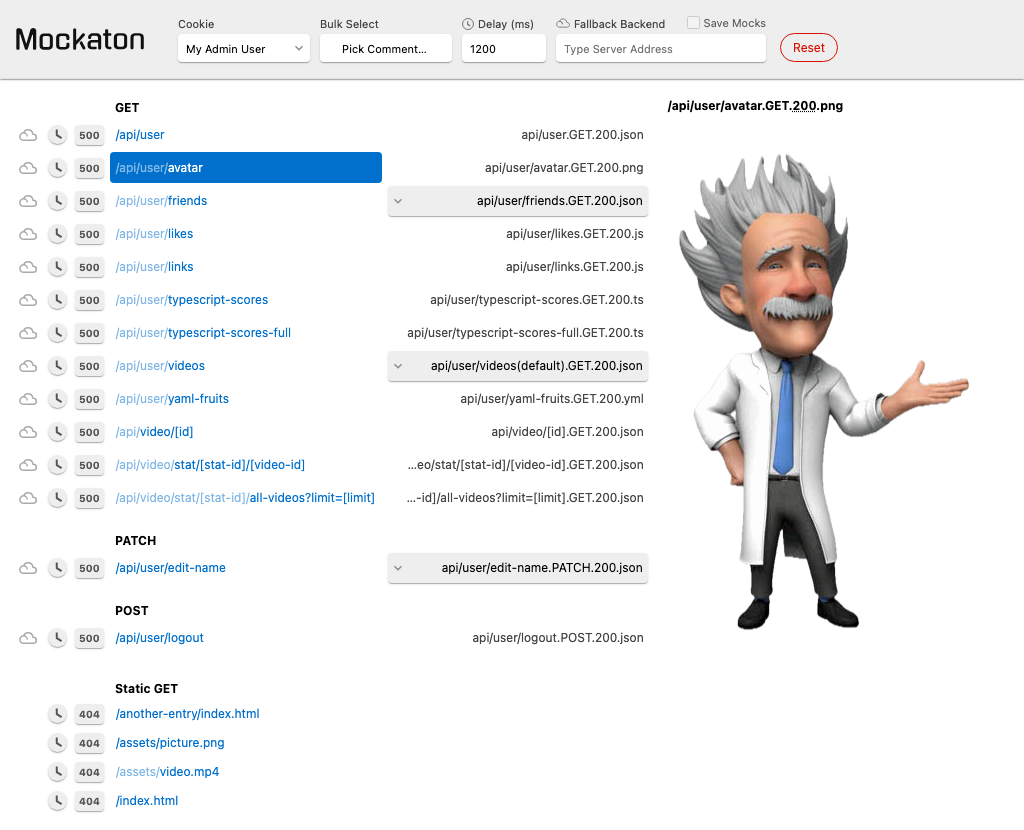 Mockaton
Cookie
My Admin User
Bulk Select
Pick Comment...
Delay (ms)
1200
Fallback Backend
Save Mocks
Type Server Address
Reset
GET
500 /api/user api/user.GET.200.json
500 /api/user/avatar api/user/avatar.GET.200.png
500 /api/user/friends api/user/friends.GET.200.json
500 /api/user/likes api/user/likes.GET.200.js
500 /api/user/links api/user/links.GET.200.js
500 /api/user/typescript-scores api/user/typescript-scores.GET.200.ts
500 /api/user/typescript-scores-full api/user/typescript-scores-full.GET.200.ts
500 /api/user/videos api/user/videos(default).GET.200.json
500 /api/user/yaml-fruits api/user/yaml-fruits.GET.200.yml
500 /api/video/[id] api/video/[id].GET.200.json
500 /api/video/stat/[stat-id]/[video-id] ...eo/stat/[stat-id]/[video-id].GET.200.json
500 /api/video/stat/[stat-id]/all-videos?limit=[limit] ...-id]/all-videos?limit=[limit].GET.200.json
PATCH
500 /api/user/edit-name api/user/edit-name.PATCH.200.json
POST
500 /api/user/logout api/user/logout.POST.200.json
Static GET
404 /another-entry/index.html
404 /assets/picture.png
404 /assets/video.mp4
404 /index.html
/api/user/avatar.GET.200.png